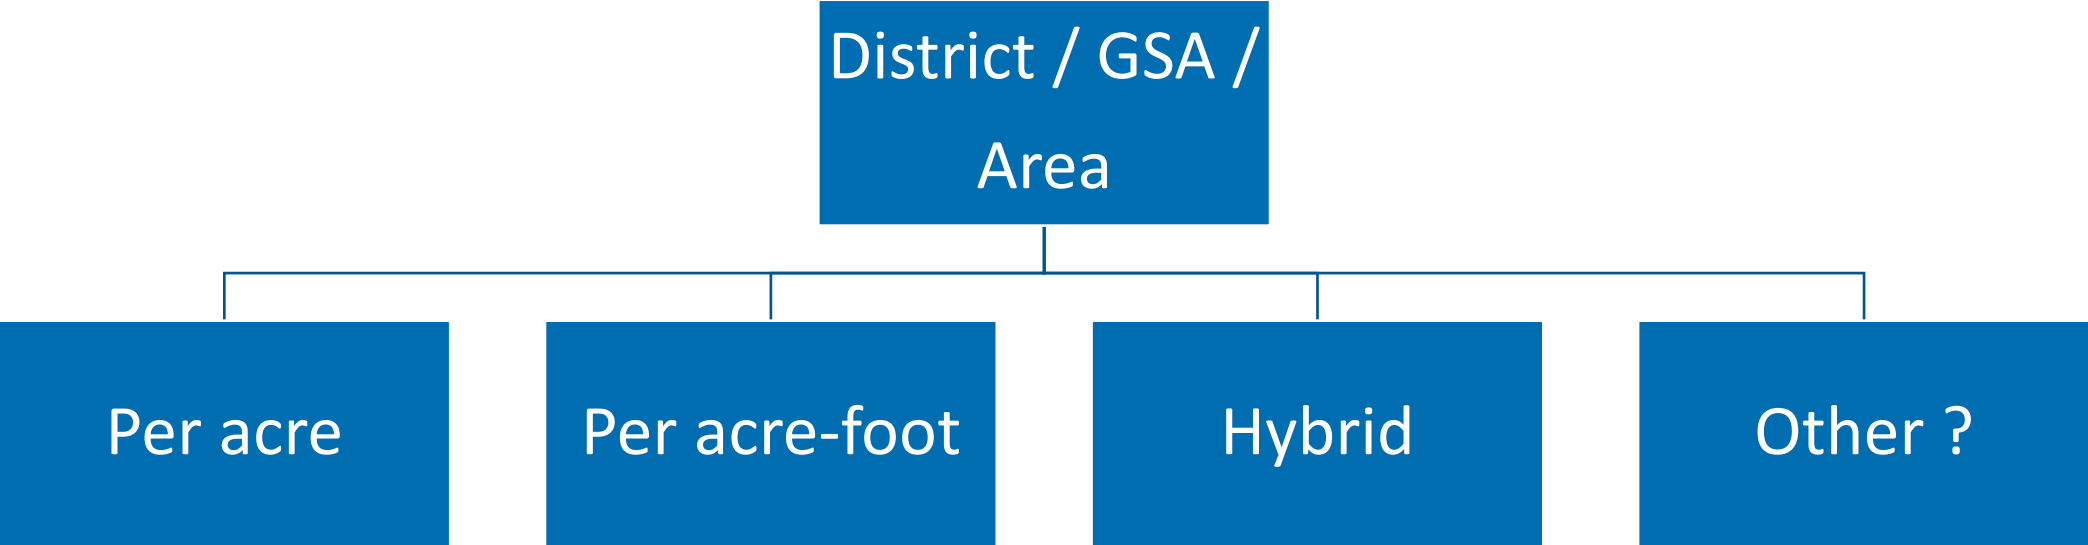 District / GSA /
Area
Per acre
Per acre-foot
Hybrid
Other ?